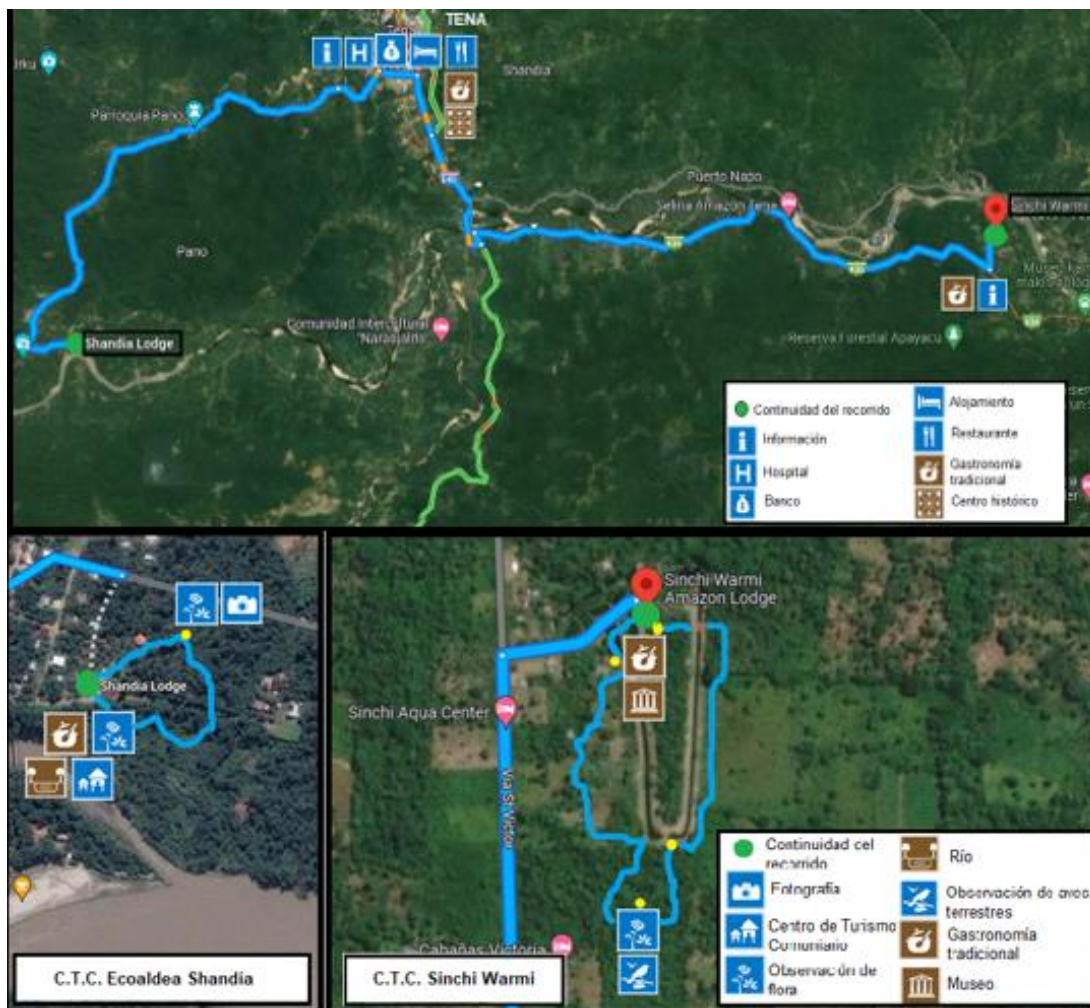 TENA
Shandia
Parroquia Pano
Puerto Napo
Selina Amazon Tena
Sinchi Warmi
Pano
Comunidad Intercultural
Shandia Lodge
Reserva Forestal Apayacu
Continuidad del recorrido
Información
Hospital
Banco
Alojamiento
Restaurante
Gastronomía
tradicional
Centro histórico
Shandia Lodge
C.T.C. Ecoaldea Shandia
Sinchi Warmi
Amazon Lodge
Sinchi Aqua Center
Via St Victor
Cabañas Victoria
C.T.C. Sinchi Warmi
Continuidad del
recorrido
Fotografía
Centro de Turismo
Comunitario
Observación de
flora
Río
Observación de aves
terrestres
Gastronomía
tradicional
Museo